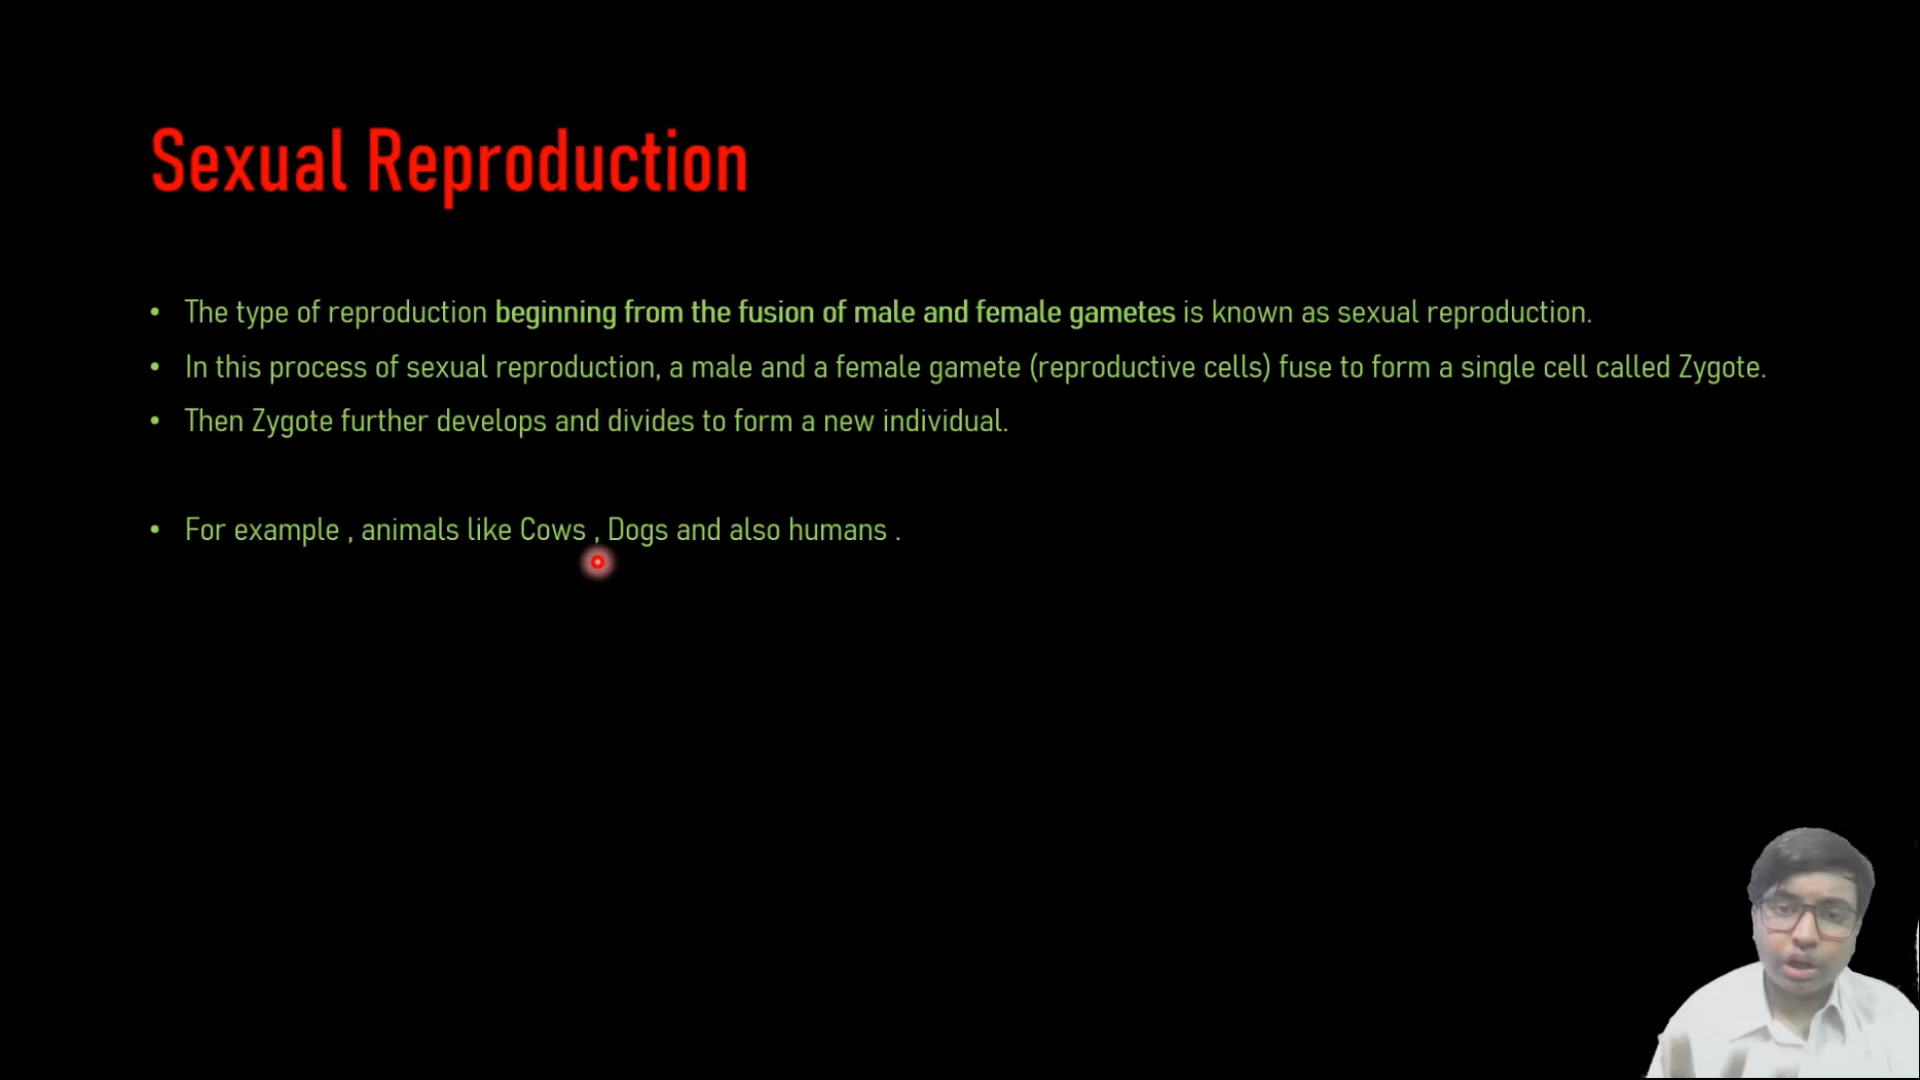 Sexual Reproduction
• The type of reproduction beginning from the fusion of male and female gametes is known as sexual reproduction.
• In this process of sexual reproduction, a male and a female gamete (reproductive cells) fuse to form a single cell called Zygote.
• Then Zygote further develops and divides to form a new individual.
• For example , animals like Cows , Dogs and also humans .